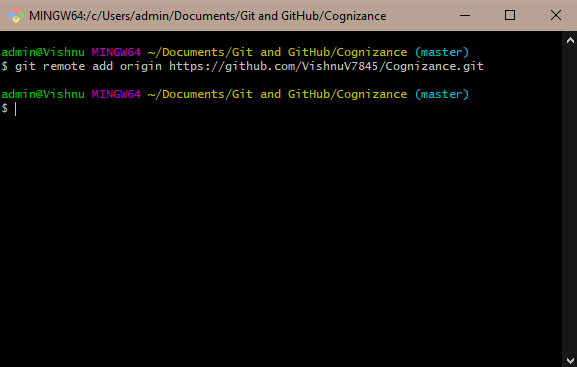 MINGW64:/c/Users/admin/Documents/Git and GitHub/Cognizance
admin@Vishnu MINGW64 ~/Documents/Git and GitHub/Cognizance (master)
$ git remote add origin https://github.com/VishnuV7845/Cognizance.git
admin@Vishnu MINGW64 ~/Documents/Git and GitHub/Cognizance (master)
$